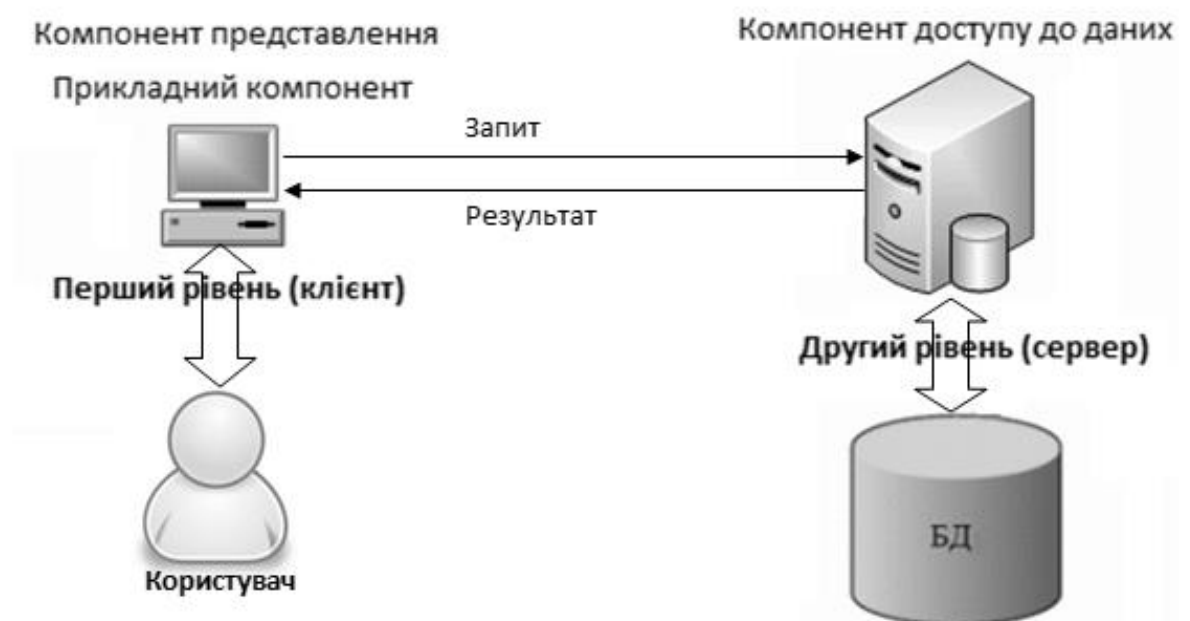 Компонент представлення
Прикладний компонент
Компонент доступу до даних
Запит
Результат
Перший рівень (клієнт)
Другий рівень (сервер)
БД
Користувач